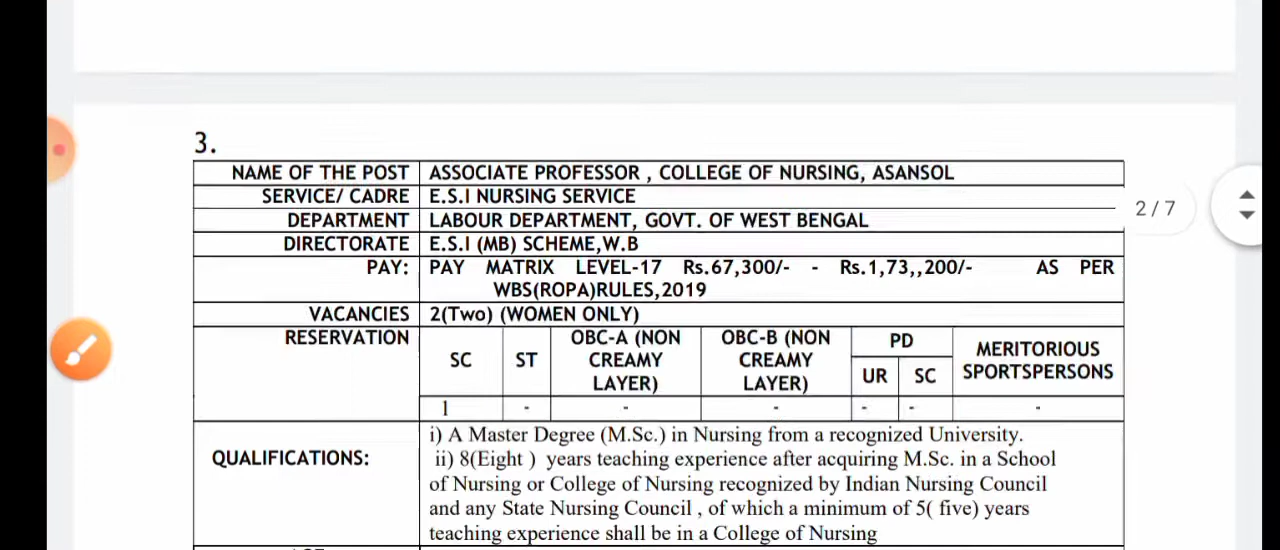 3.
NAME OF THE POST ASSOCIATE PROFESSOR , COLLEGE OF NURSING, ASANSOL
SERVICE/ CADRE E.S.I NURSING SERVICE
DEPARTMENT LABOUR DEPARTMENT, GOVT. OF WEST BENGAL
2/7
DIRECTORATE E.S.I (MB) SCHEME,W.B
PAY: PAY MATRIX LEVEL-17 Rs.67,300/- - Rs.1,73,,200/- AS PER
WBS(ROPA)RULES,2019
VACANCIES 2(Two) (WOMEN ONLY)
RESERVATION
SC ST OBC-A (NON CREAMY LAYER) OBC-B (NON CREAMY LAYER) PD UR SC MERITORIOUS SPORTSPERSONS
1 - - - - - -
QUALIFICATIONS:
i) A Master Degree (M.Sc.) in Nursing from a recognized University.
ii) 8(Eight ) years teaching experience after acquiring M.Sc. in a School
of Nursing or College of Nursing recognized by Indian Nursing Council
and any State Nursing Council , of which a minimum of 5( five) years
teaching experience shall be in a College of Nursing